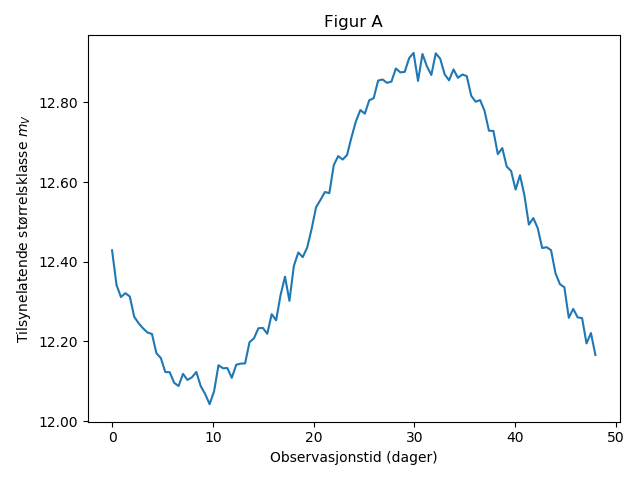 Figur A
Tilsynelatende størrelsklasse m_V
12.80
12.60
12.40
12.20
12.00
0 10 20 30 40 50
Observasjonstid (dager)